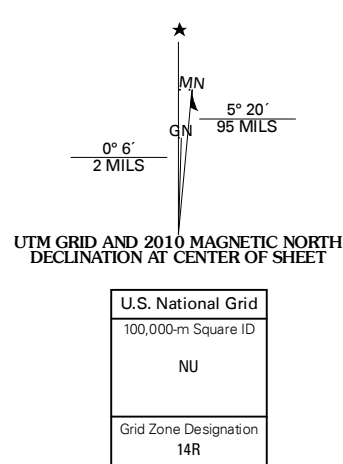 ★
MN
5° 20´
95 MILS
GN
0° 6´
2 MILS
UTM GRID AND 2010 MAGNETIC NORTH
DECLINATION AT CENTER OF SHEET
U.S. National Grid
100,000-m Square ID
NU
Grid Zone Designation
14R